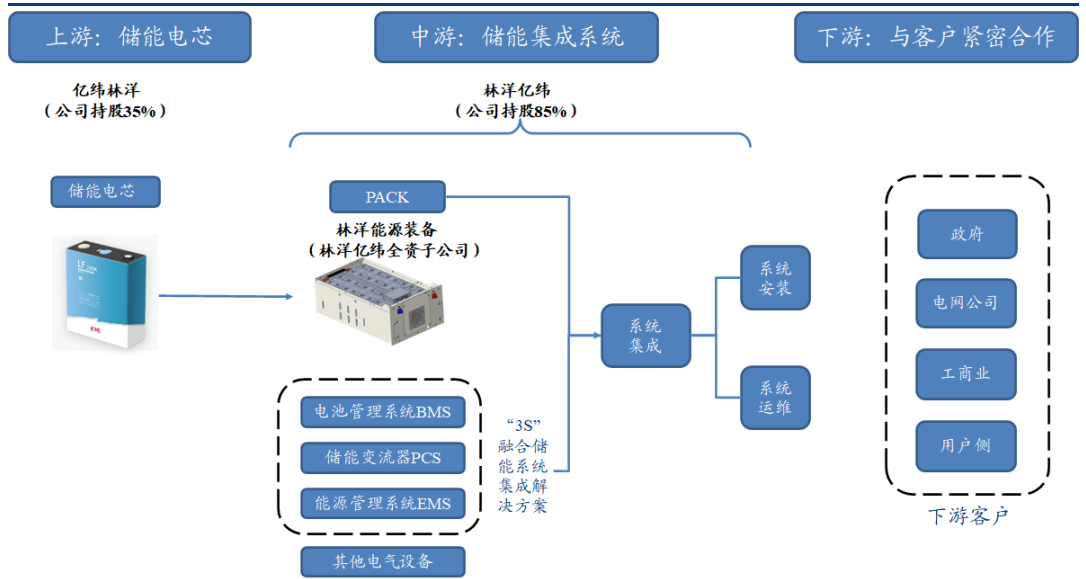 上游：储能电芯
中游：储能集成系统
下游：与客户紧密合作
亿纬林洋
（公司持股35%）
林洋亿纬
（公司持股85%）
储能电芯
PACK
林洋能源装备
（林洋亿纬全资子公司）
电池管理系统BMS
储能变流器PCS
能源管理系统EMS
其他电气设备
“3S”
融合储
能系统
集成解
决方案
系统
集成
系统
安装
系统
运维
政府
电网公司
工商业
用户侧
下游客户